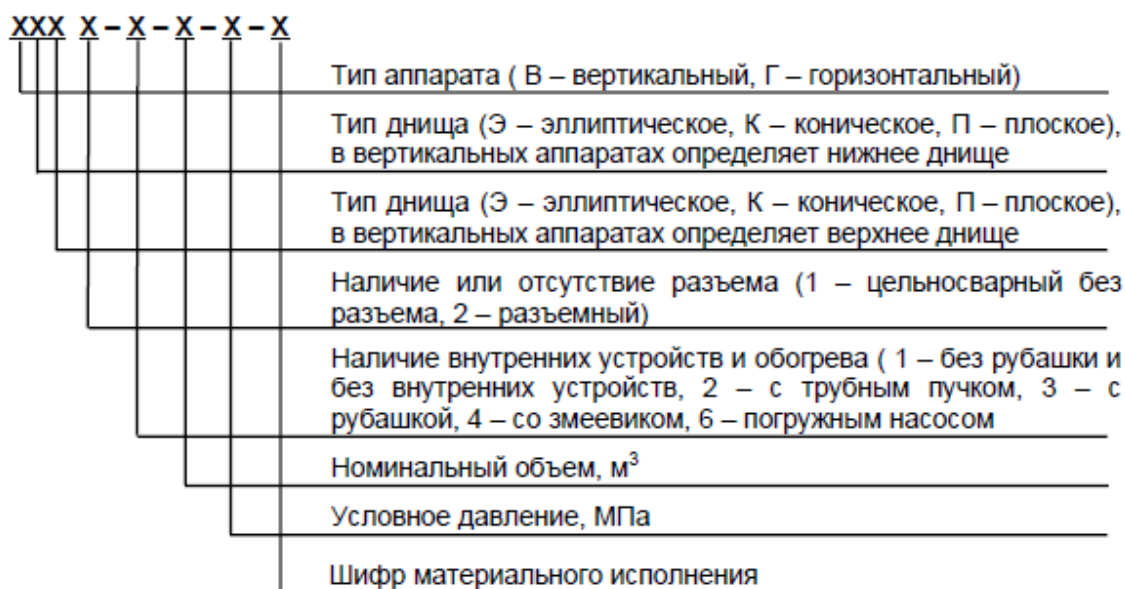 ХХХ Х – Х – Х – Х – Х
Тип аппарата ( В – вертикальный, Г – горизонтальный)
Тип днища (Э – эллиптическое, К – коническое, П – плоское),
в вертикальных аппаратах определяет нижнее днище
Тип днища (Э – эллиптическое, К – коническое, П – плоское),
в вертикальных аппаратах определяет верхнее днище
Наличие или отсутствие разъема (1 – цельносварный без
разъема, 2 – разъемный)
Наличие внутренних устройств и обогрева ( 1 – без рубашки и
без внутренних устройств, 2 – с трубным пучком, 3 – с
рубашкой, 4 – со змеевиком, 6 – погружным насосом
Номинальный объем, м³
Условное давление, МПа
Шифр материального исполнения